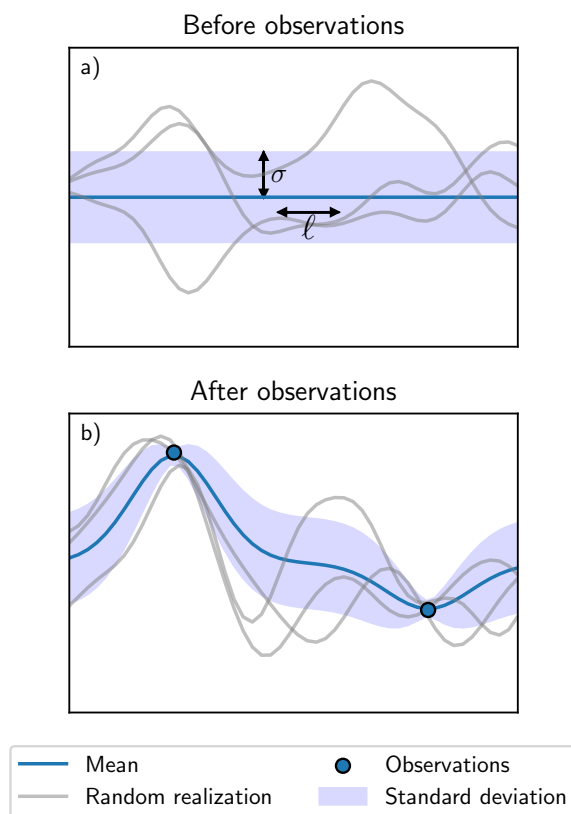 Before observations
a)
σ
ℓ
After observations
b)
Mean
Observations
Random realization
Standard deviation